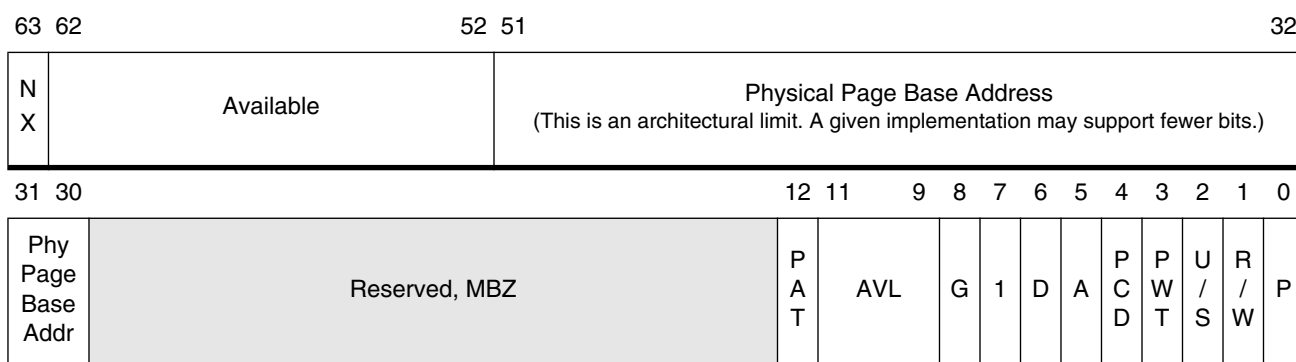 63 62 52 51 32
N
X
Available
Physical Page Base Address
(This is an architectural limit. A given implementation may support fewer bits.)
31 30 12 11 9 8 7 6 5 4 3 2 1 0
Phy
Page
Base
Addr
Reserved, MBZ
P
A
T
AVL
G
1
D
A
P
C
D
P
W
T
U
/
S
R
/
W
P